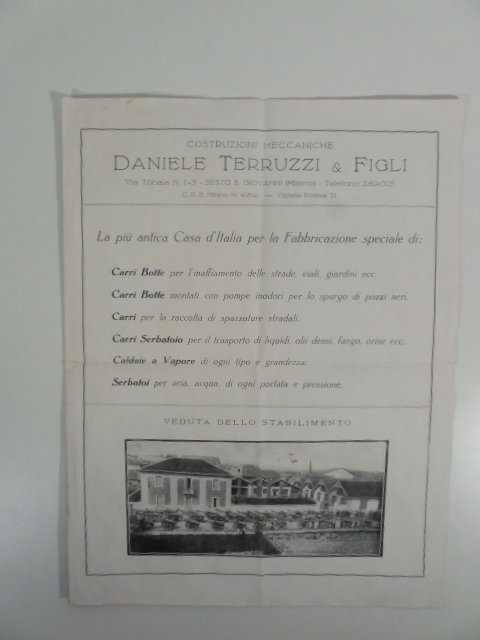 COSTRUZIONI MECCANICHE
DANIELE TERRUZZI & FIGLI
Via Tonale N. 1-3 - SESTO S. GIOVANNI (Milano) - Telefono 289-005
C. P. E. Milano N. — Casella Postale 31
La più antica Casa d'Italia per la Fabbricazione speciale di:
Carri Botte per l'inaffiamento delle strade, viali, giardini ecc.
Carri Botte montati con pompe inodori per lo spurgo di pozzi neri.
Carri per la raccolta di spazzature stradali.
Carri Serbatoio per il trasporto di liquidi, olii densi, fango, orine ecc.
Caldaie a Vapore di ogni tipo e grandezza.
Serbatoi per aria, acqua, di ogni portata e pressione.
VEDUTA DELLO STABILIMENTO